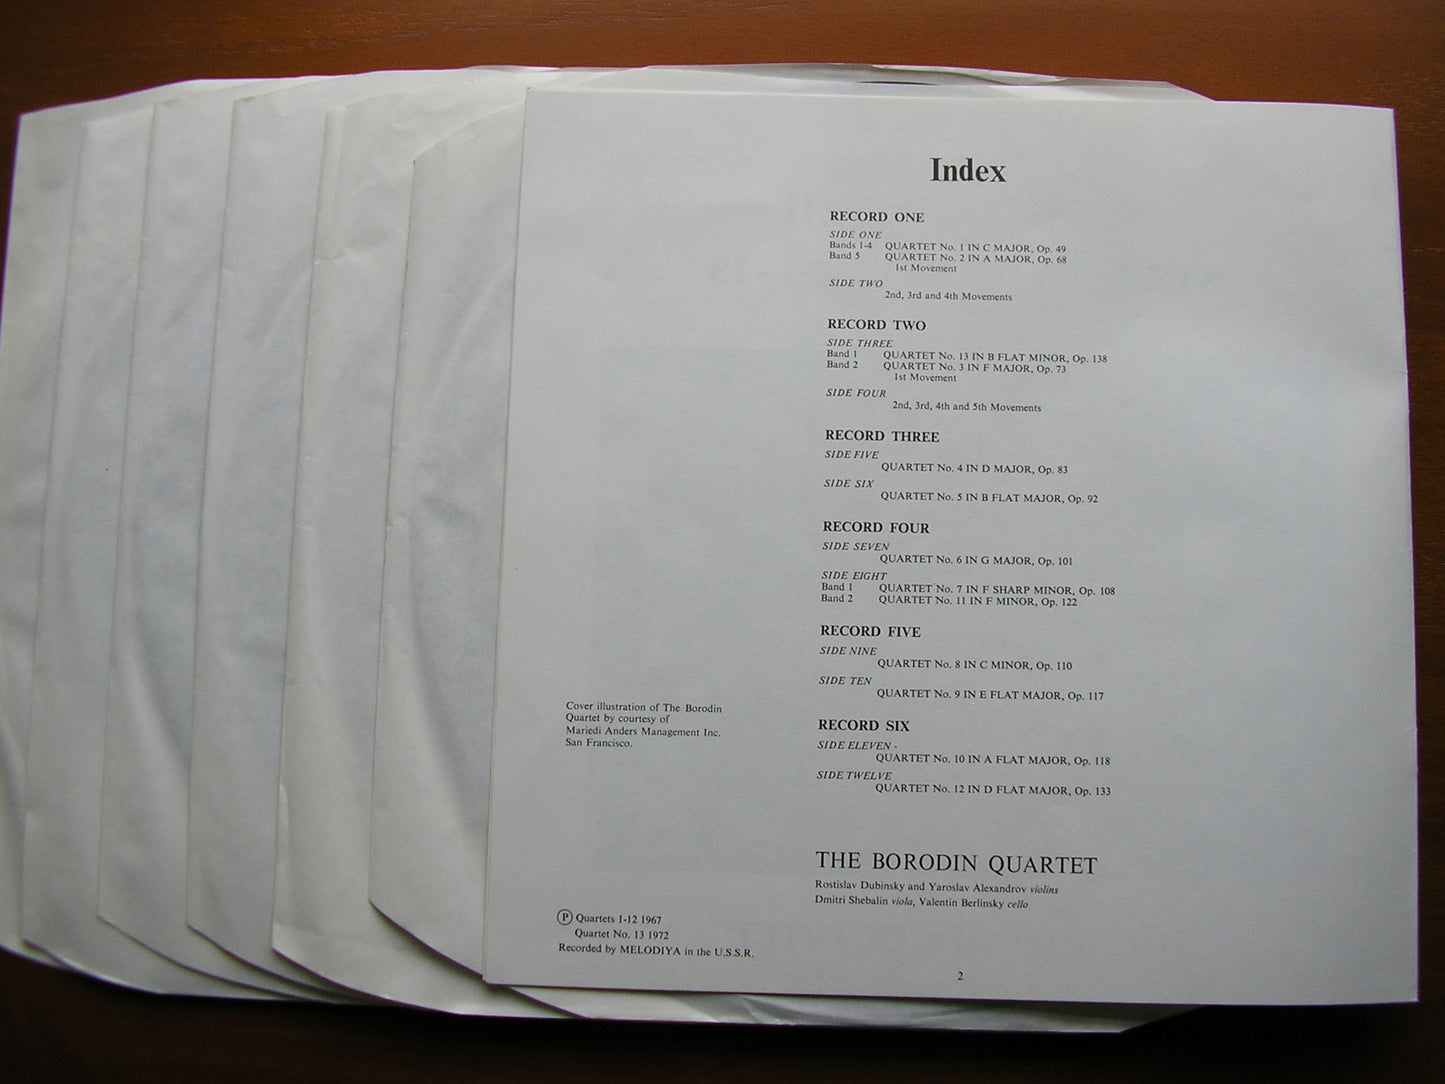 Index
RECORD ONE
SIDE ONE
Bands 1-4 QUARTET No. 1 IN C MAJOR, Op. 49
Band 5 QUARTET No. 2 IN A MAJOR, Op. 68
1st Movement
SIDE TWO
2nd, 3rd and 4th Movements
RECORD TWO
SIDE THREE
Band 1 QUARTET No. 13 IN B FLAT MINOR, Op. 138
Band 2 QUARTET No. 3 IN F MAJOR, Op. 73
1st Movement
SIDE FOUR
2nd, 3rd, 4th and 5th Movements
RECORD THREE
SIDE FIVE
QUARTET No. 4 IN D MAJOR, Op. 83
SIDE SIX
QUARTET No. 5 IN B FLAT MAJOR, Op. 92
RECORD FOUR
SIDE SEVEN
QUARTET No. 6 IN G MAJOR, Op. 101
SIDE EIGHT
Band 1 QUARTET No. 7 IN F SHARP MINOR, Op. 108
Band 2 QUARTET No. 11 IN F MINOR, Op. 122
RECORD FIVE
SIDE NINE
QUARTET No. 8 IN C MINOR, Op. 110
SIDE TEN
QUARTET No. 9 IN E FLAT MAJOR, Op. 117
RECORD SIX
SIDE ELEVEN
QUARTET No. 10 IN A FLAT MAJOR, Op. 118
SIDE TWELVE
QUARTET No. 12 IN D FLAT MAJOR, Op. 133
Cover illustration of The Borodin
Quartet by courtesy of
Mariedi Anders Management Inc.
San Francisco.
THE BORODIN QUARTET
Rostislav Dubinsky and Yaroslav Alexandrov violins
Dmitri Shebalin viola, Valentin Berlinsky cello
Ⓟ Quartets 1-12 1967
Quartet No. 13 1972
Recorded by MELODIYA in the U.S.S.R.
2